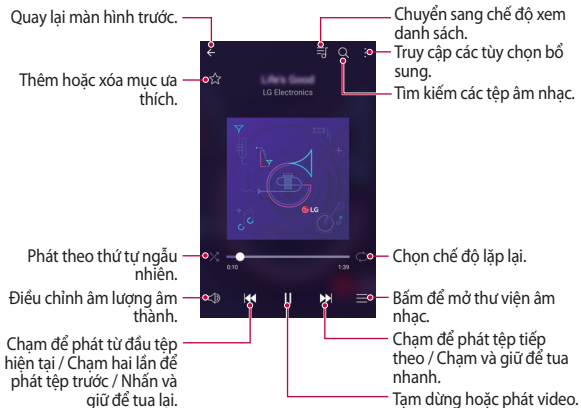 Quay lại màn hình trước.
Thêm hoặc xóa mục ưa
thích.
Phát theo thứ tự ngẫu
nhiên.
Điều chỉnh âm lượng âm
thành.
Chạm để phát từ đầu tệp
hiện tại / Chạm hai lần để
phát tệp trước / Nhấn và
giữ để tua lại.
Life's Good
LG Electronics
LG
0:10
1:39
Chuyển sang chế độ xem
danh sách.
Truy cập các tùy chọn bổ
sung.
Tìm kiếm các tệp âm nhạc.
Chọn chế độ lặp lại.
Bấm để mở thư viện âm
nhạc.
Chạm để phát tệp tiếp
theo / Chạm và giữ để tua
nhanh.
Tạm dừng hoặc phát video.